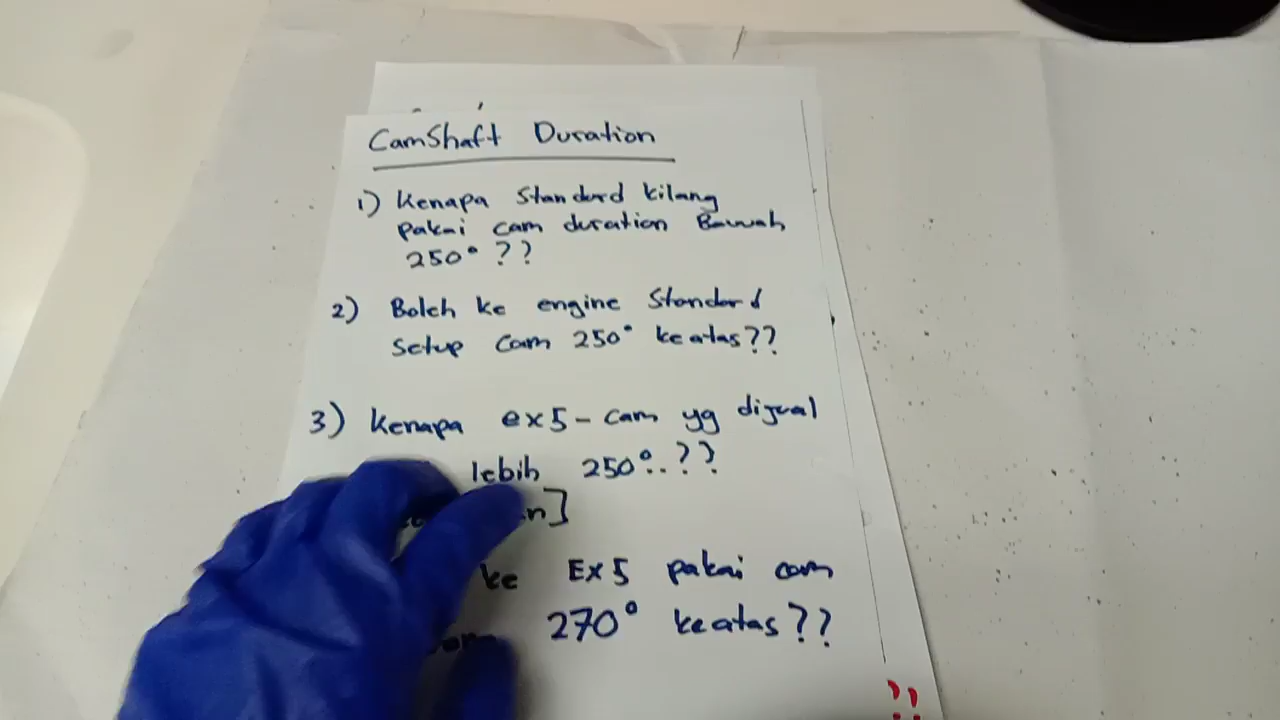 Camshaft Duration
1) Kenapa Standard kilang
pakai cam duration Bawah
250° ??
2) Boleh ke engine Standard
Setup Cam 250° keatas??
3) Kenapa ex5-cam yg dijual
lebih 250°..??
ke EX5 pakai cam
270° keatas??
!!